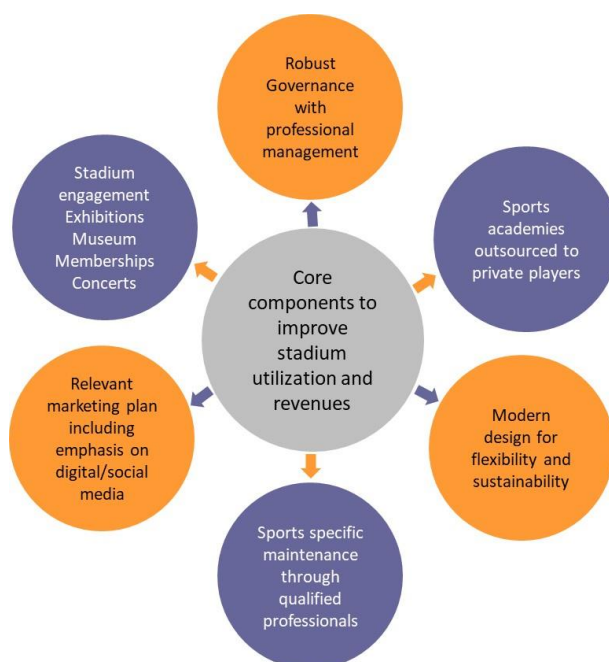 Robust
Governance
with
professional
management
Stadium
engagement
Exhibitions
Museum
Memberships
Concerts
Sports
academies
outsourced to
private players
Core
components to
improve
stadium
utilization and
revenues
Relevant
marketing plan
including
emphasis on
digital/social
media
Modern
design for
flexibility and
sustainability
Sports specific
maintenance
through
qualified
professionals